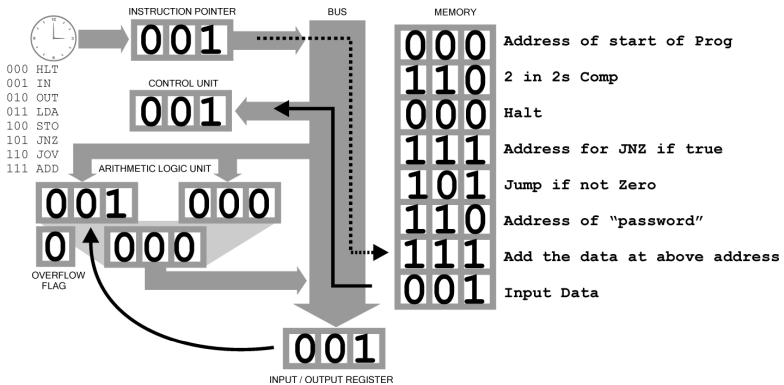 INSTRUCTION POINTER
BUS
MEMORY
001
000 HLT
001 IN
010 OUT
011 LDA
100 STO
101 JNZ
110 JOV
111 ADD
CONTROL UNIT
001
ARITHMETIC LOGIC UNIT
001
000
0
000
OVERFLOW
FLAG
001
INPUT / OUTPUT REGISTER
000 Address of start of Prog
110 2 in 2s Comp
000 Halt
111 Address for JNZ if true
101 Jump if not Zero
110 Address of “password”
111 Add the data at above address
001 Input Data